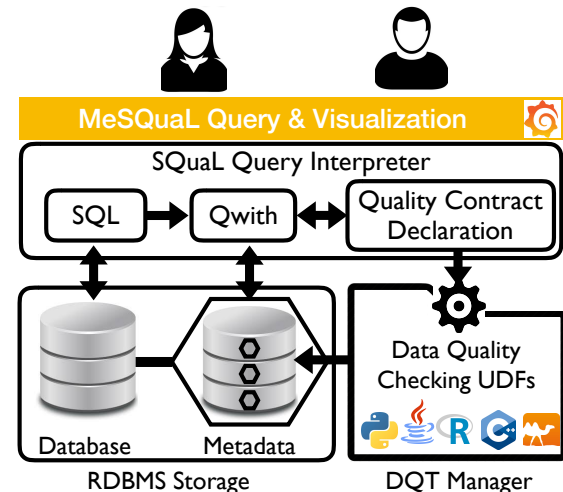 MeSQuaL Query & Visualization
SQuaL Query Interpreter
SQL
Qwith
Quality Contract
Declaration
Data Quality
Checking UDFs
Java
R
C++
Database
Metadata
RDBMS Storage
DQT Manager